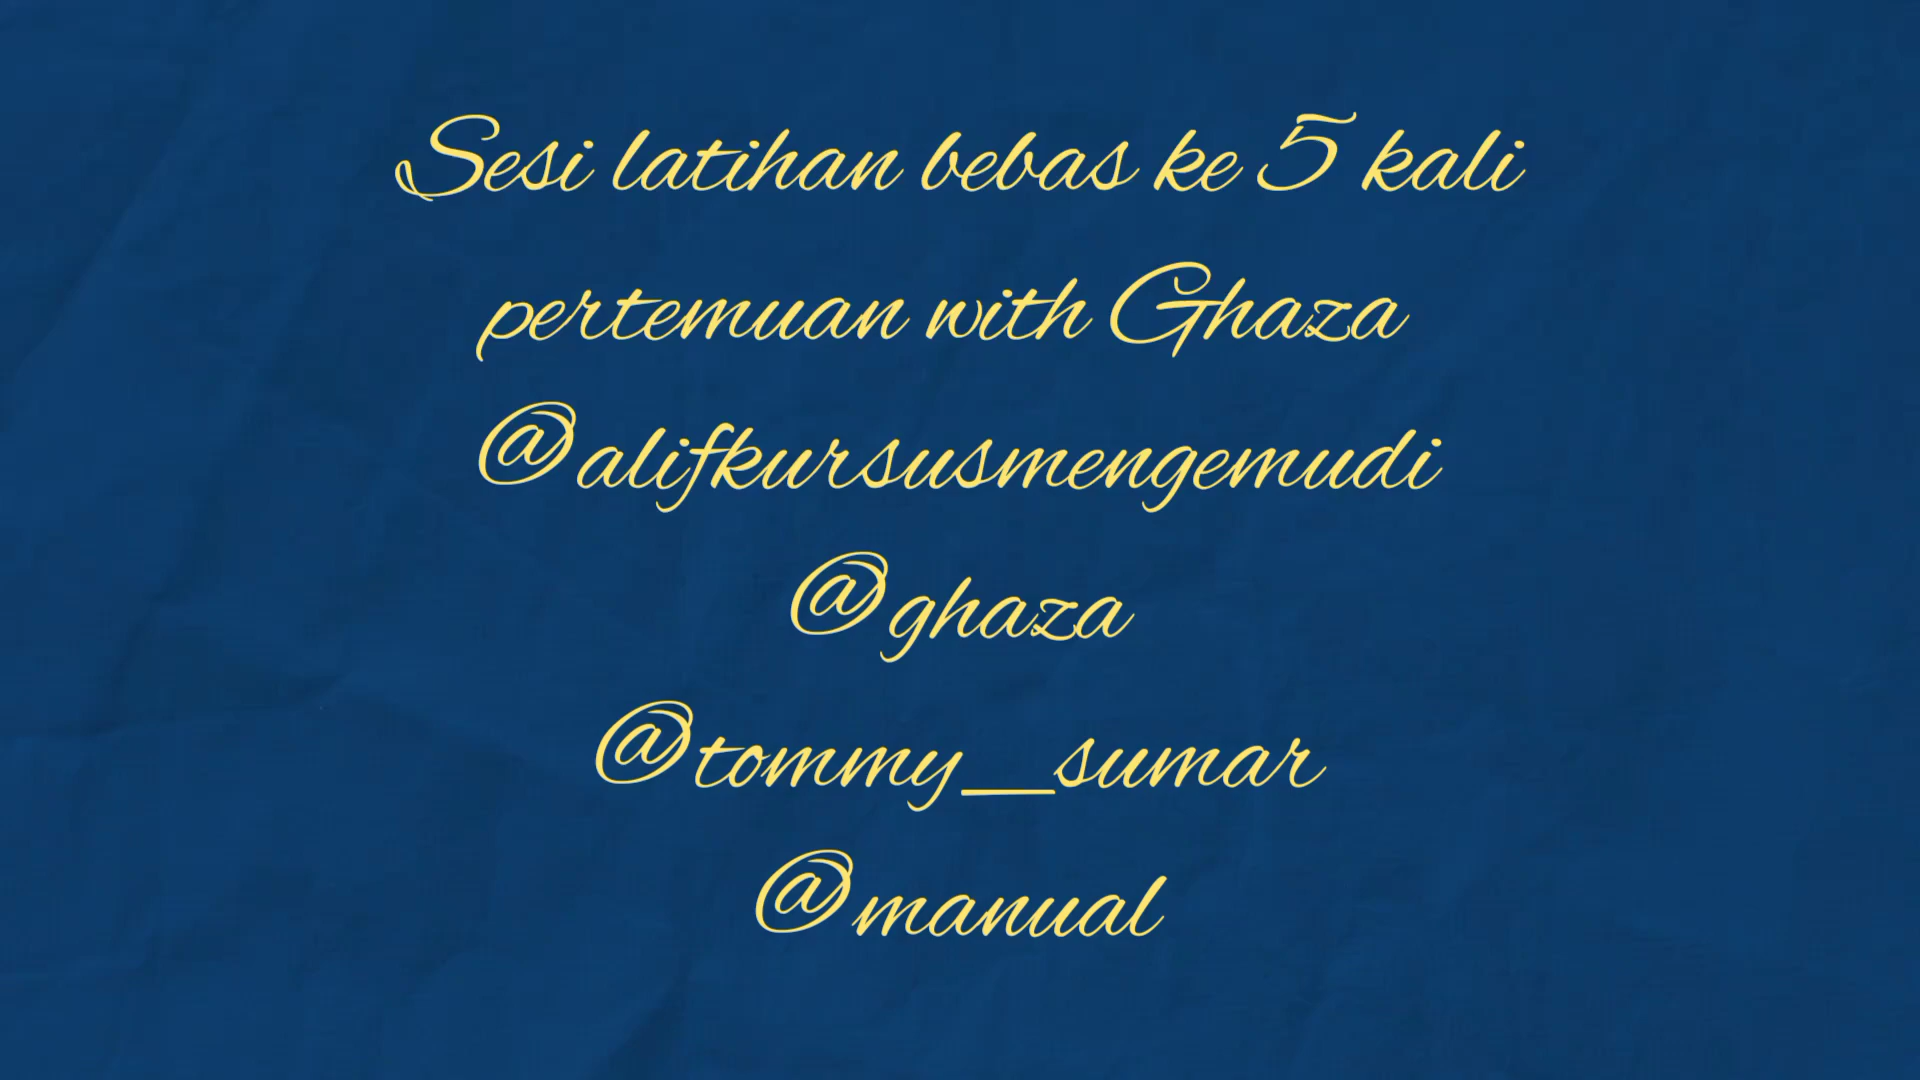 Sesi latihan bebas ke 5 kali
pertemuan with Ghaza
@alifkursusmengemudi
@ghaza
@tommy_sumar
@manual